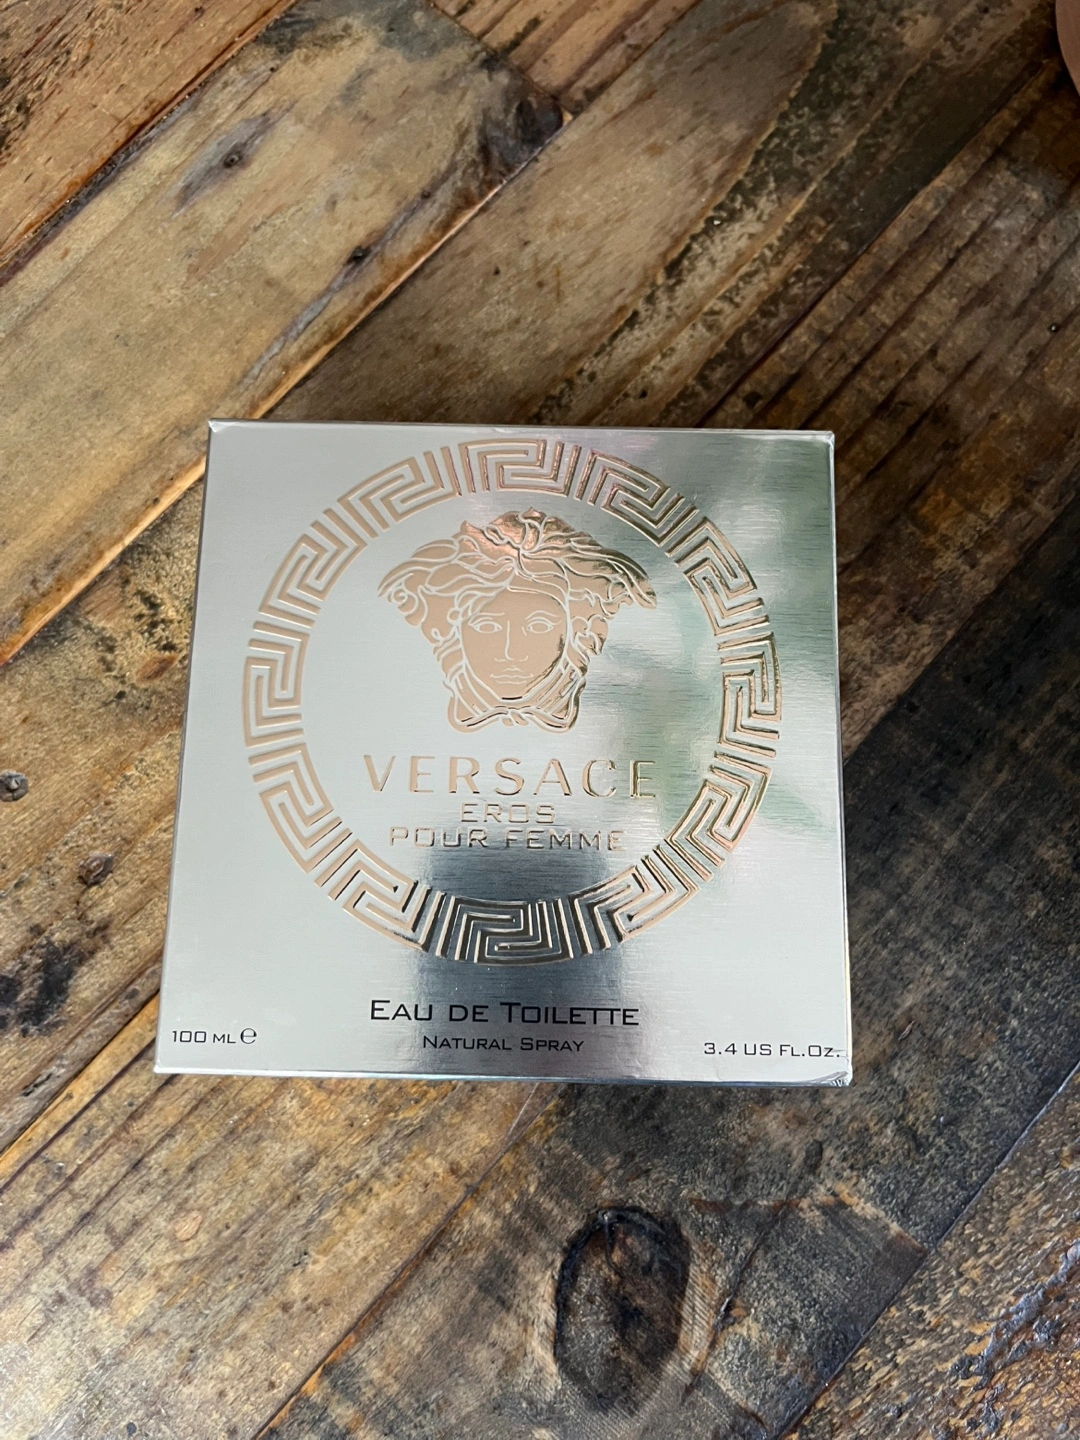 VERSACE
EROS
POUR FEMME
EAU DE TOILETTE
NATURAL SPRAY
100 ML ℮
3.4 US FL.OZ.